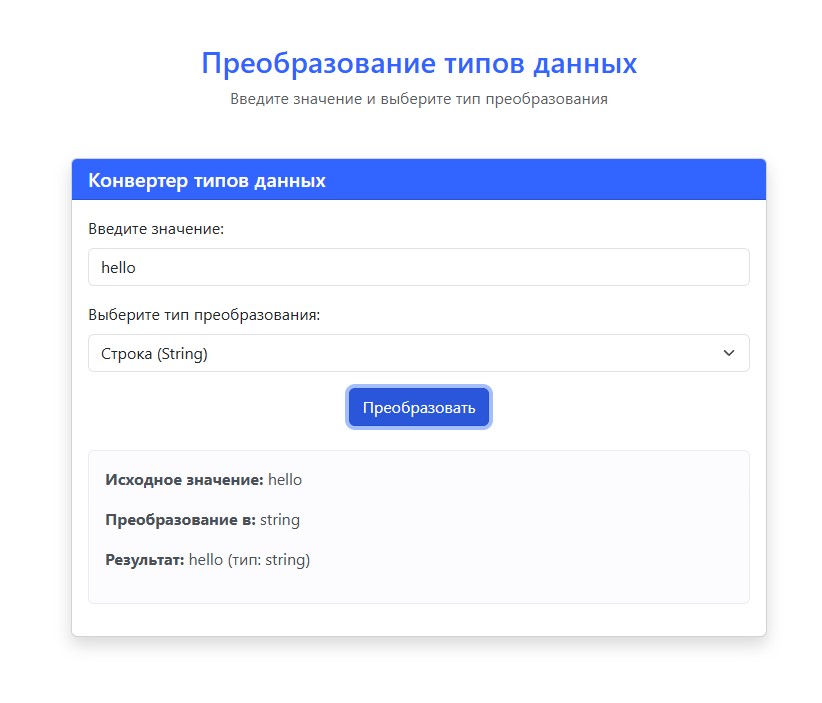 Преобразование типов данных
Введите значение и выберите тип преобразования
Конвертер типов данных
Введите значение:
hello
Выберите тип преобразования:
Строка (String)
Преобразовать
Исходное значение: hello
Преобразование в: string
Результат: hello (тип: string)